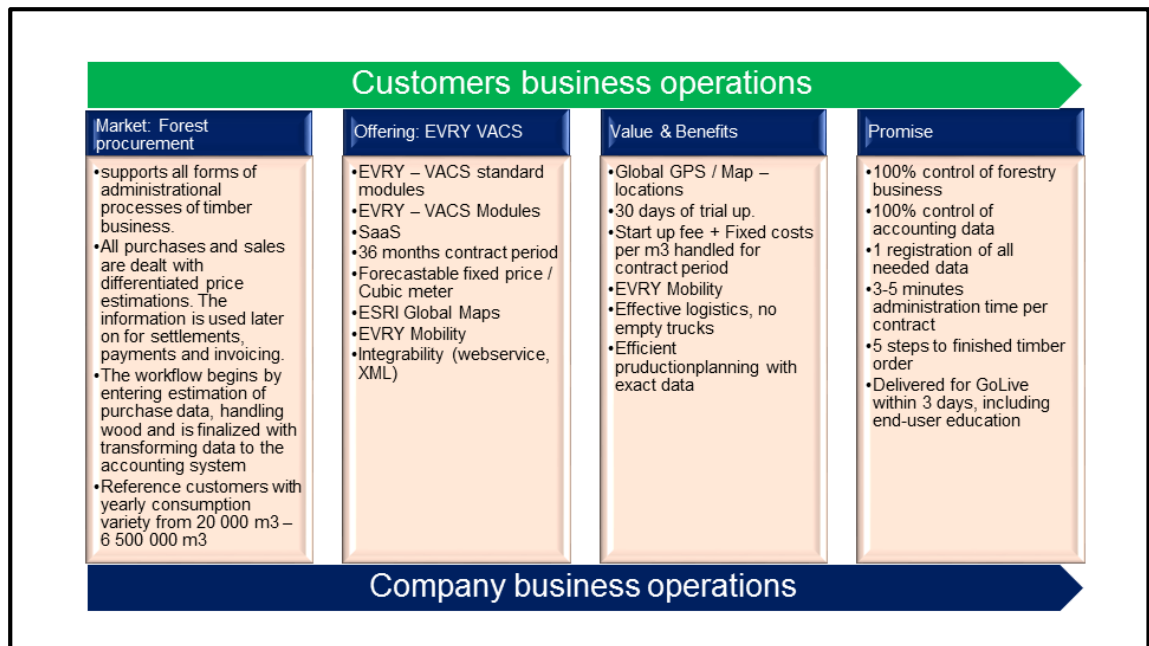 Customers business operations
Market: Forest
procurement
•supports all forms of
administrational
processes of timber
business.
•All purchases and sales
are dealt with
differentiated price
estimations. The
information is used later
on for settlements,
payments and invoicing.
•The workflow begins by
entering estimation of
purchase data, handling
wood and is finalized with
transforming data to the
accounting system
•Reference customers with
yearly consumption
variety from 20 000 m3 –
6 500 000 m3
Offering: EVRY VACS
•EVRY – VACS standard
modules
•EVRY – VACS Modules
•SaaS
•36 months contract period
•Forecastable fixed price /
Cubic meter
•ESRI Global Maps
•EVRY Mobility
•Integrability (webservice,
XML)
Value & Benefits
•Global GPS / Map –
locations
•30 days of trial up.
•Start up fee + Fixed costs
per m3 handled for
contract period
•EVRY Mobility
•Effective logistics, no
empty trucks
•Efficient
pruductionplanning with
exact data
Promise
•100% control of forestry
business
•100% control of
accounting data
•1 registration of all
needed data
•3-5 minutes
administration time per
contract
•5 steps to finished timber
order
•Delivered for GoLive
within 3 days, including
end-user education
Company business operations